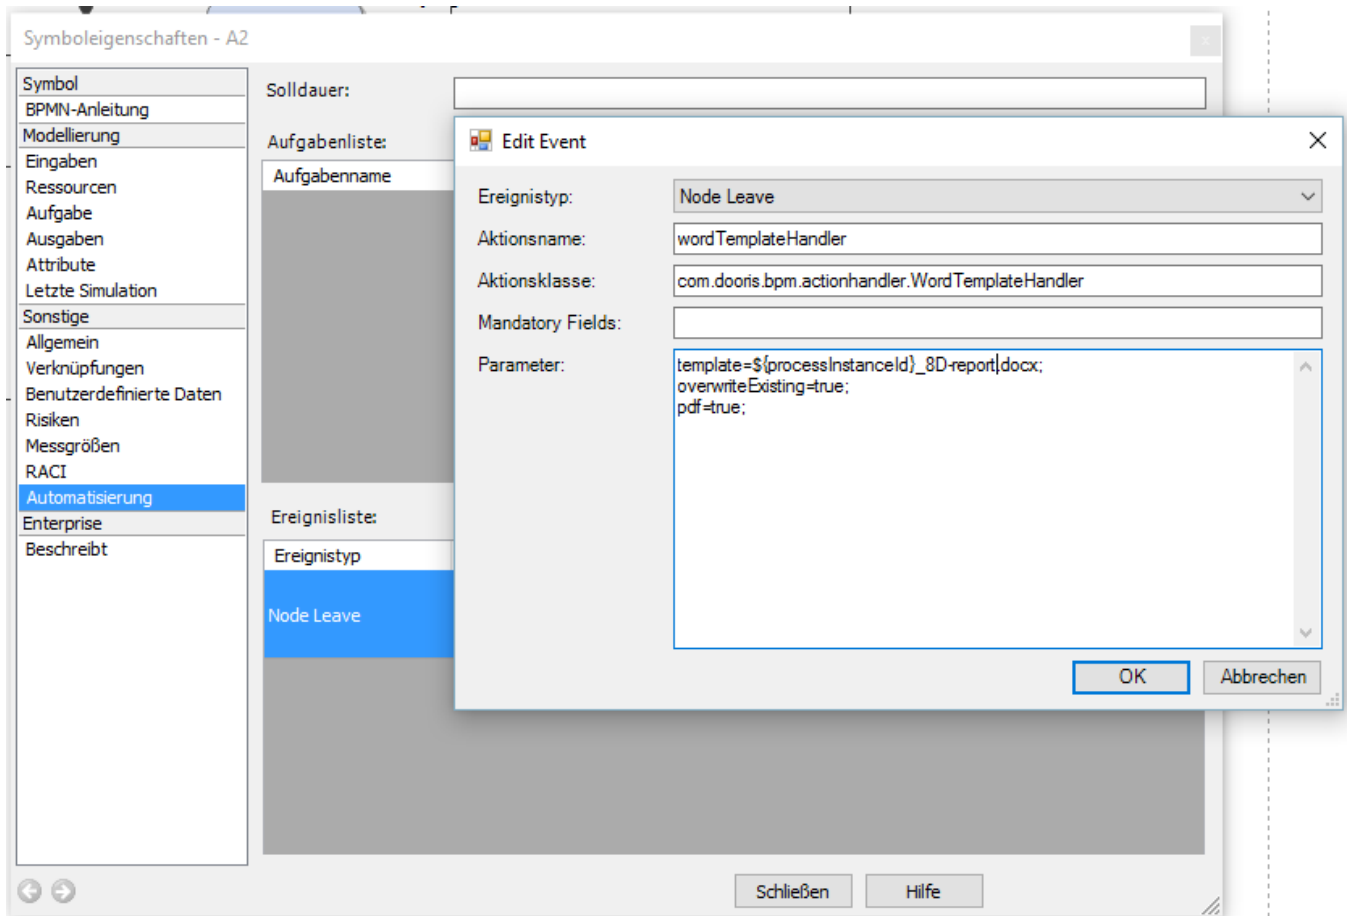 Symboleigenschaften - A2
Symbol
BPMN-Anleitung
Modellierung
Eingaben
Ressourcen
Aufgabe
Ausgaben
Attribute
Letzte Simulation
Sonstige
Allgemein
Verknüpfungen
Benutzerdefinierte Daten
Risiken
Messgrößen
RACI
Automatisierung
Enterprise
Beschreibt
Solldauer:
Aufgabenliste:
Aufgabenname
Ereignisliste:
Ereignistyp
Node Leave
Edit Event
Ereignistyp:
Node Leave
Aktionsname:
wordTemplateHandler
Aktionsklasse:
com.dooris.bpm.actionhandler.WordTemplateHandler
Mandatory Fields:
Parameter:
template=${processInstanceId}_8D-report.docx;
overwriteExisting=true;
pdf=true;
OK
Abbrechen
Schließen
Hilfe